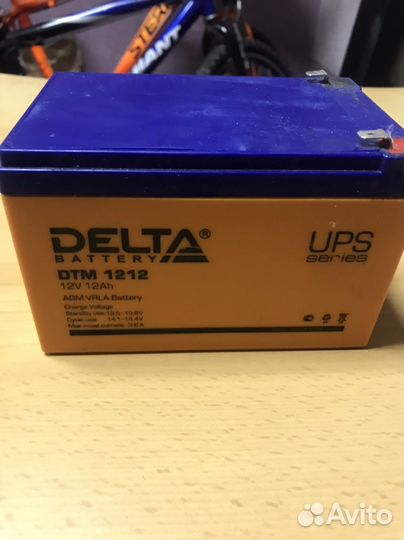 GIANT
DELTA®
BATTERY
DTM 1212
12V 12Ah
AGM VRLA Battery
Charge Voltage
Standby use: 13.5-13.8V
Cycle use: 14.1-14.4V
Max initial current: 3.6A
UPS
series
Avito